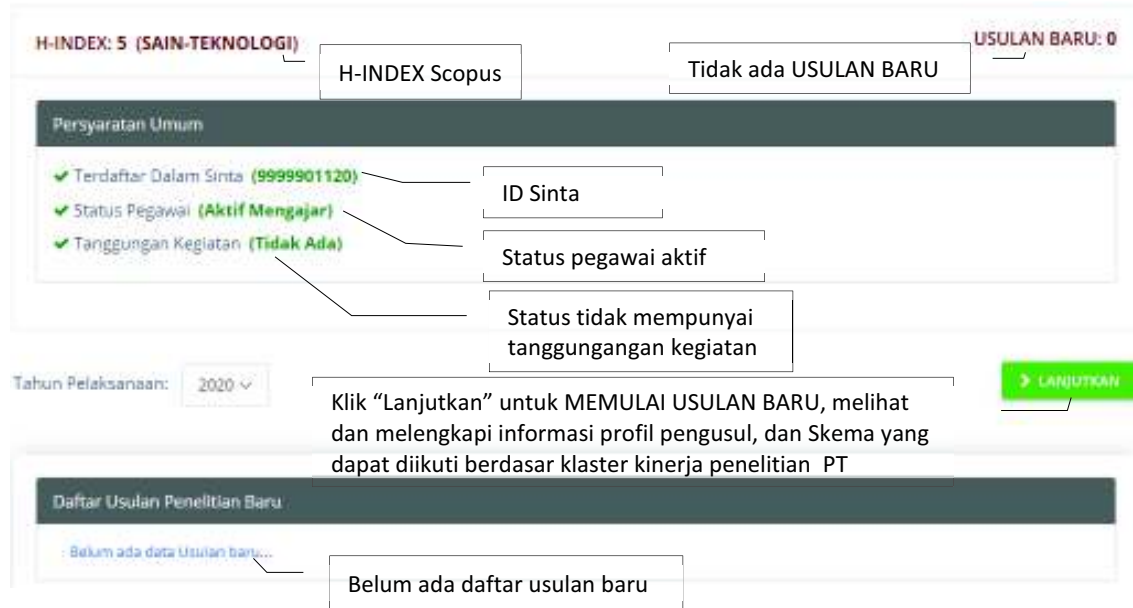 H-INDEX: 5 (SAIN-TEKNOLOGI)
USULAN BARU: 0
H-INDEX Scopus
Tidak ada USULAN BARU
Persyaratan Umum
Terdaftar Dalam Sinta (9999901120)
ID Sinta
Status Pegawai (Aktif Mengajar)
Tanggungan Kegiatan (Tidak Ada)
Status pegawai aktif
Status tidak mempunyai
tanggungangan kegiatan
Tahun Pelaksanaan: 2020
LANJUTKAN
Klik “Lanjutkan” untuk MEMULAI USULAN BARU, melihat
dan melengkapi informasi profil pengusul, dan Skema yang
dapat diikuti berdasar klaster kinerja penelitian PT
Daftar Usulan Penelitian Baru
: Belum ada data Usulan baru...
Belum ada daftar usulan baru